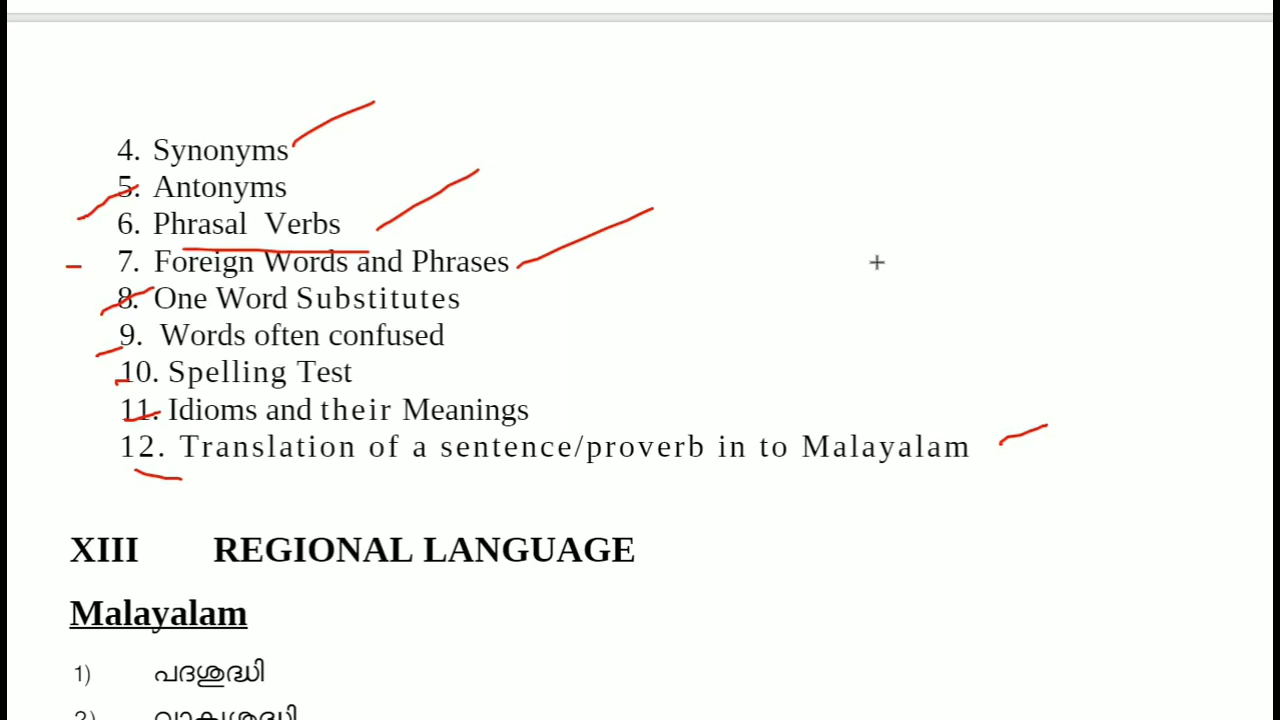 4. Synonyms
5. Antonyms
6. Phrasal Verbs
7. Foreign Words and Phrases
8. One Word Substitutes
9. Words often confused
10. Spelling Test
11. Idioms and their Meanings
12. Translation of a sentence/proverb in to Malayalam
XIII REGIONAL LANGUAGE
Malayalam
1) പദശുദ്ധി
2) വാക്യശുദ്ധി